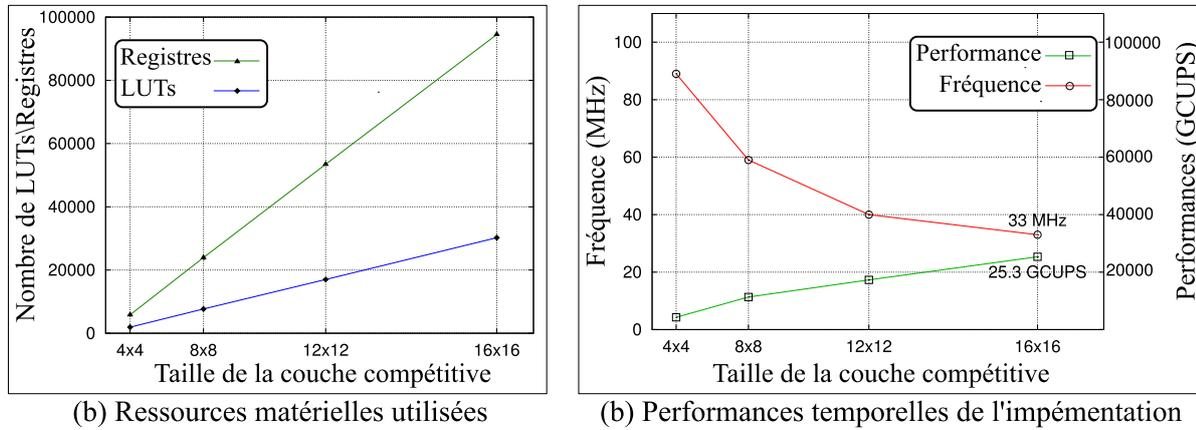 100000
80000
60000
40000
20000
0
Nombre de LUTs\Registres
Registres
LUTs
4x4 8x8 12x12 16x16
Taille de la couche compétitive
(b) Ressources matérielles utilisées
100
80
60
40
20
0
Fréquence (MHz)
Performance
Fréquence
33 MHz
25.3 GCUPS
100000
80000
60000
40000
20000
Performances (GCUPS)
4x4 8x8 12x12 16x16
Taille de la couche compétitive
(b) Performances temporelles de l'impémentation